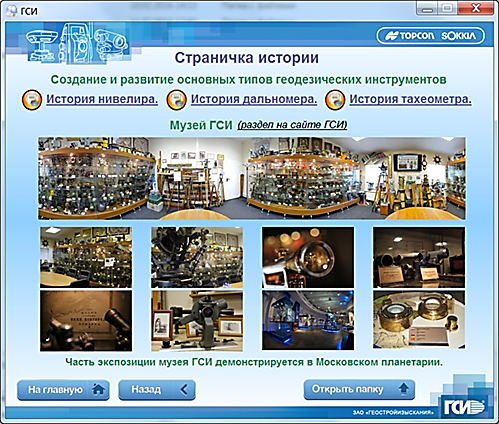 ГСИ
TOPCON SOKKIA
Страничка истории
Создание и развитие основных типов геодезических инструментов
История нивелира. История дальномера. История тахеометра.
Музей ГСИ (раздел на сайте ГСИ)
Часть экспозиции музея ГСИ демонстрируется в Московском планетарии.
На главную Назад Открыть папку
ГСИ
ЗАО «ГЕОСТРОЙИЗЫСКАНИЯ»